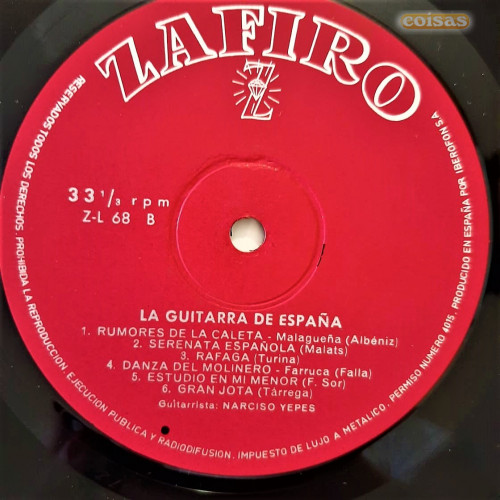 coisas
ZAFIRO
Z
33 1/3 rpm
Z-L 68 B
LA GUITARRA DE ESPAÑA
1. RUMORES DE LA CALETA - Malagueña (Albéniz)
2. SERENATA ESPAÑOLA (Malats)
3. RAFAGA (Turina)
4. DANZA DEL MOLINERO - Farruca (Falla)
5. ESTUDIO EN MI MENOR (F. Sor)
6. GRAN JOTA (Tárrega)
Guitarrista: NARCISO YEPES
RESERVADOS TODOS LOS DERECHOS. PROHIBIDA LA REPRODUCCION, EJECUCION PUBLICA Y RADIODIFUSION. IMPUESTO DE LUJO A METALICO. PERMISO NUMERO 4015. PRODUCIDO EN ESPAÑA POR IBEROFON S A